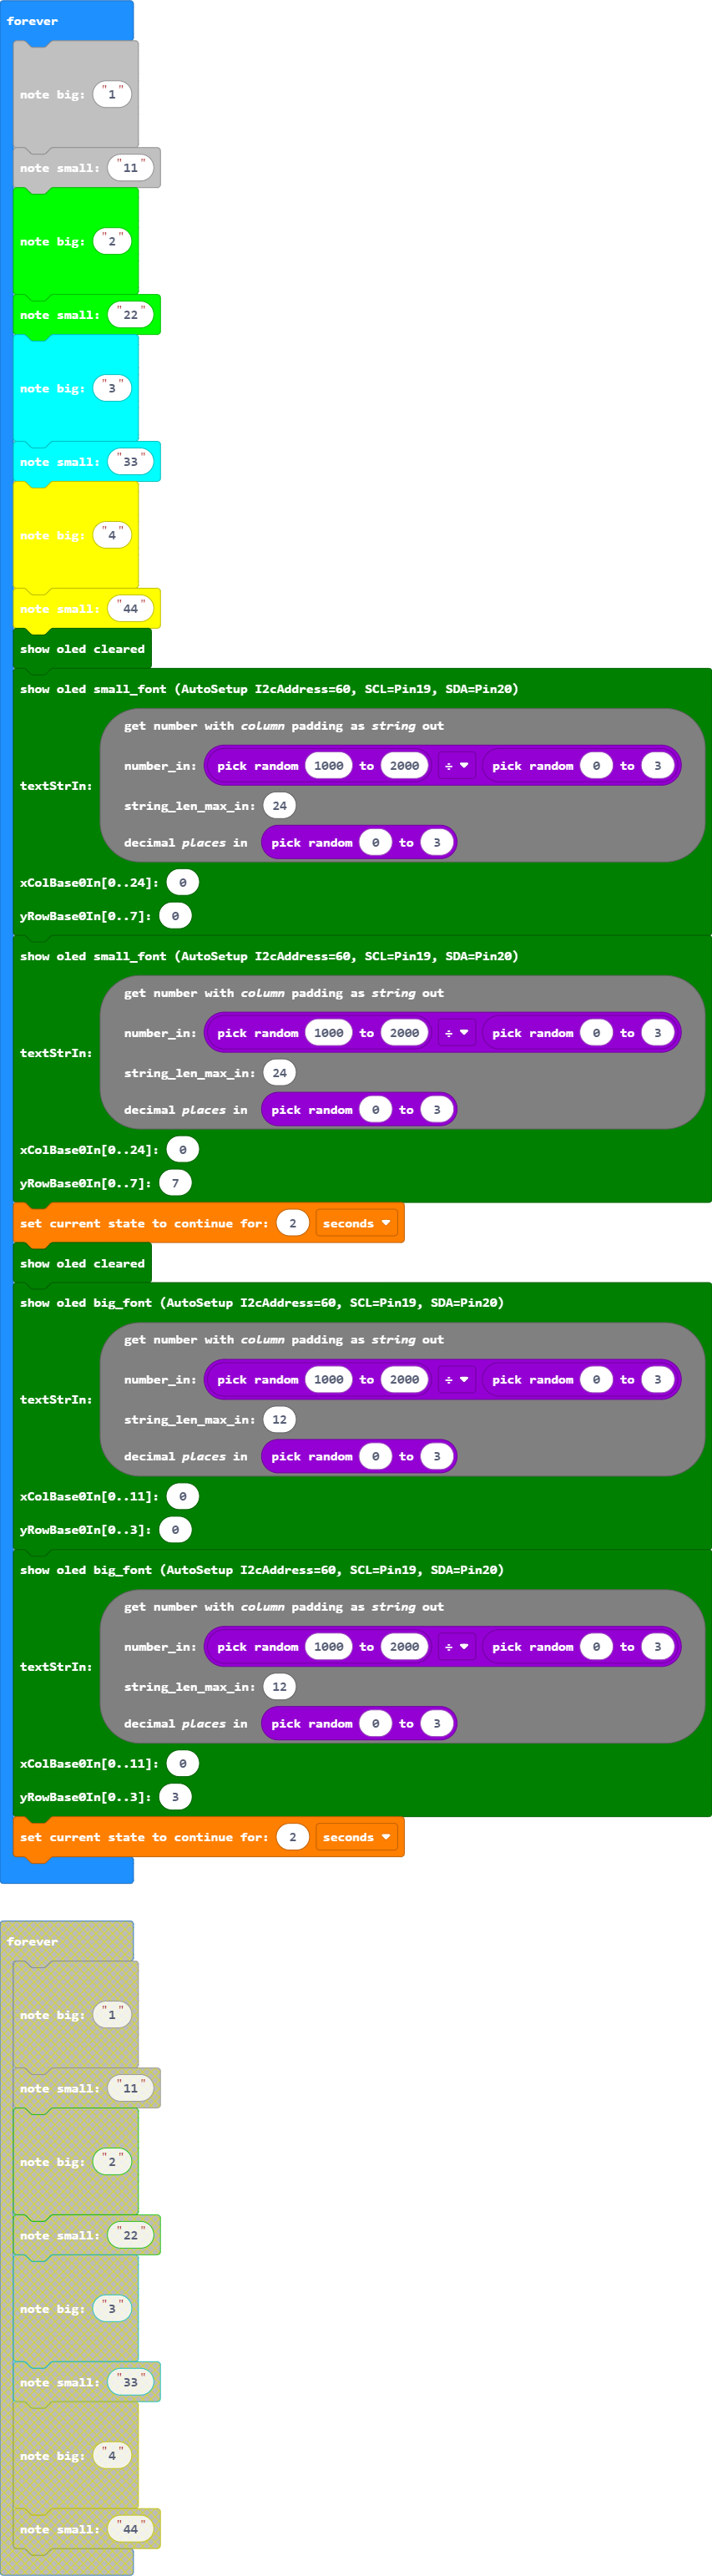 forever
note big: "1"
note small: "11"
note big: "2"
note small: "22"
note big: "3"
note small: "33"
note big: "4"
note small: "44"
show oled cleared
show oled small_font (AutoSetup I2cAddress=60, SCL=Pin19, SDA=Pin20)
textStrIn:
get number with column padding as string out
number_in: pick random 1000 to 2000 ÷ pick random 0 to 3
string_len_max_in: 24
decimal places in pick random 0 to 3
xColBase0In[0..24]: 0
yRowBase0In[0..7]: 0
show oled small_font (AutoSetup I2cAddress=60, SCL=Pin19, SDA=Pin20)
textStrIn:
get number with column padding as string out
number_in: pick random 1000 to 2000 ÷ pick random 0 to 3
string_len_max_in: 24
decimal places in pick random 0 to 3
xColBase0In[0..24]: 0
yRowBase0In[0..7]: 7
set current state to continue for: 2 seconds
show oled cleared
show oled big_font (AutoSetup I2cAddress=60, SCL=Pin19, SDA=Pin20)
textStrIn:
get number with column padding as string out
number_in: pick random 1000 to 2000 ÷ pick random 0 to 3
string_len_max_in: 12
decimal places in pick random 0 to 3
xColBase0In[0..11]: 0
yRowBase0In[0..3]: 0
show oled big_font (AutoSetup I2cAddress=60, SCL=Pin19, SDA=Pin20)
textStrIn:
get number with column padding as string out
number_in: pick random 1000 to 2000 ÷ pick random 0 to 3
string_len_max_in: 12
decimal places in pick random 0 to 3
xColBase0In[0..11]: 0
yRowBase0In[0..3]: 3
set current state to continue for: 2 seconds
forever
note big: "1"
note small: "11"
note big: "2"
note small: "22"
note big: "3"
note small: "33"
note big: "4"
note small: "44"